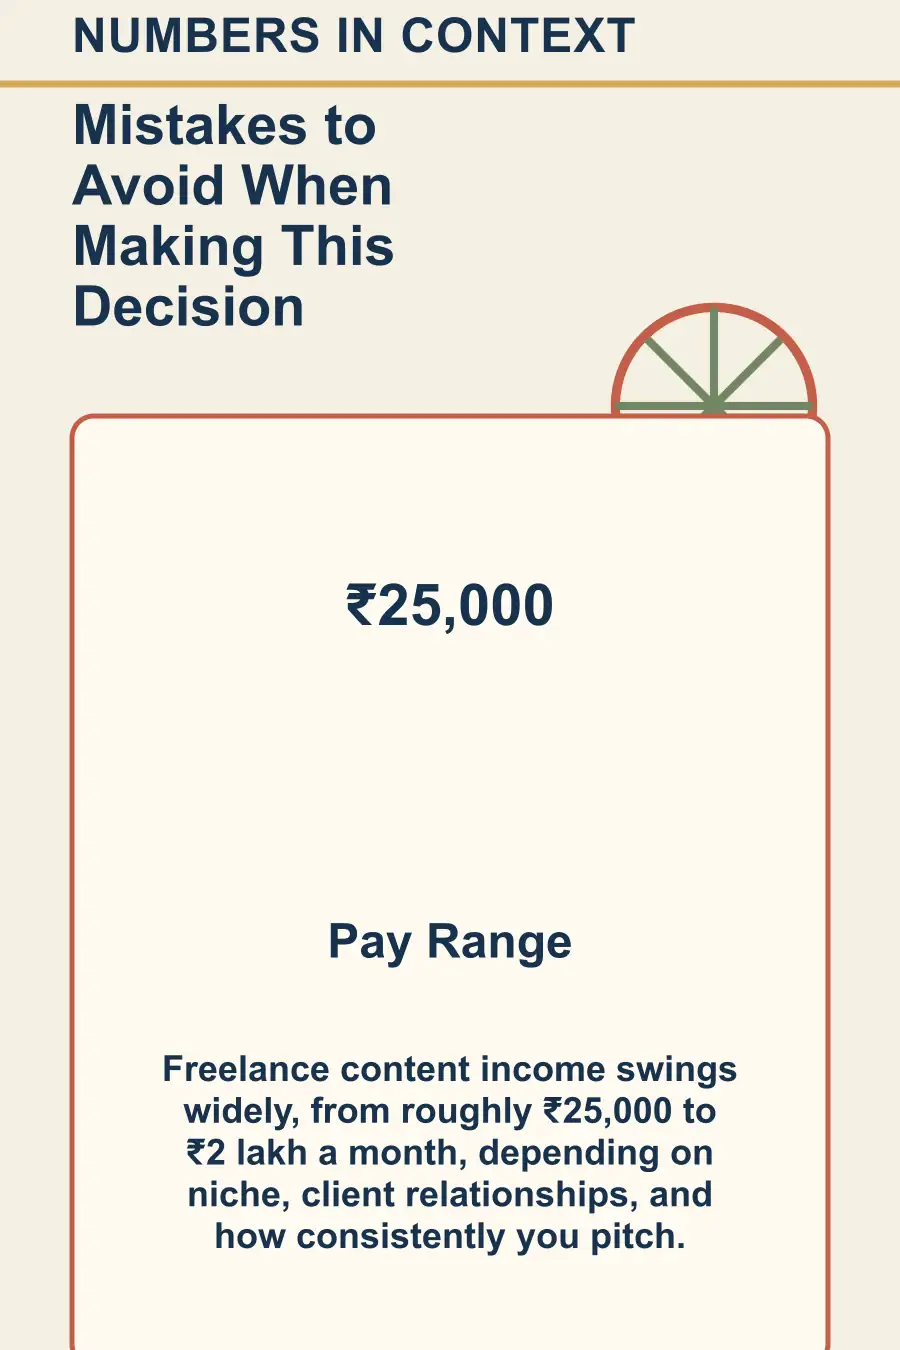 NUMBERS IN CONTEXT
Mistakes to
Avoid When
Making This
Decision
₹25,000
Pay Range
Freelance content income swings
widely, from roughly ₹25,000 to
₹2 lakh a month, depending on
niche, client relationships, and
how consistently you pitch.